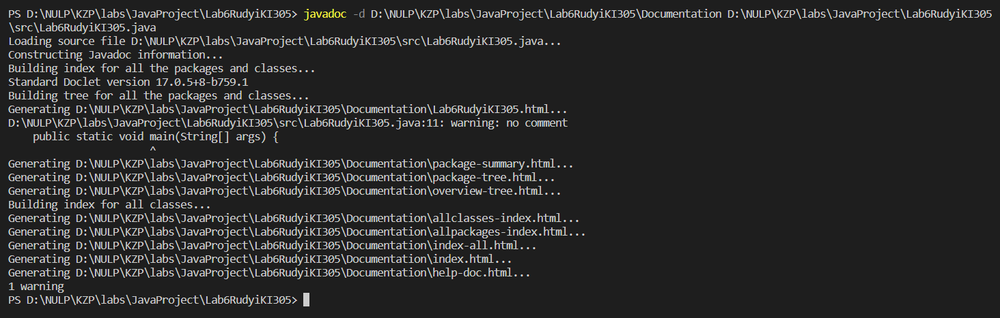 PS D:\NULP\KZP\labs\JavaProject\Lab6RudyiKI305> javadoc -d D:\NULP\KZP\labs\JavaProject\Lab6RudyiKI305\Documentation D:\NULP\KZP\labs\JavaProject\Lab6RudyiKI305
\src\Lab6RudyiKI305.java
Loading source file D:\NULP\KZP\labs\JavaProject\Lab6RudyiKI305\src\Lab6RudyiKI305.java...
Constructing Javadoc information...
Building index for all the packages and classes...
Standard Doclet version 17.0.5+8-b759.1
Building tree for all the packages and classes...
Generating D:\NULP\KZP\labs\JavaProject\Lab6RudyiKI305\Documentation\Lab6RudyiKI305.html...
D:\NULP\KZP\labs\JavaProject\Lab6RudyiKI305\src\Lab6RudyiKI305.java:11: warning: no comment
    public static void main(String[] args) {
                       ^
Generating D:\NULP\KZP\labs\JavaProject\Lab6RudyiKI305\Documentation\package-summary.html...
Generating D:\NULP\KZP\labs\JavaProject\Lab6RudyiKI305\Documentation\package-tree.html...
Generating D:\NULP\KZP\labs\JavaProject\Lab6RudyiKI305\Documentation\overview-tree.html...
Building index for all classes...
Generating D:\NULP\KZP\labs\JavaProject\Lab6RudyiKI305\Documentation\allclasses-index.html...
Generating D:\NULP\KZP\labs\JavaProject\Lab6RudyiKI305\Documentation\allpackages-index.html...
Generating D:\NULP\KZP\labs\JavaProject\Lab6RudyiKI305\Documentation\index-all.html...
Generating D:\NULP\KZP\labs\JavaProject\Lab6RudyiKI305\Documentation\index.html...
Generating D:\NULP\KZP\labs\JavaProject\Lab6RudyiKI305\Documentation\help-doc.html...
1 warning
PS D:\NULP\KZP\labs\JavaProject\Lab6RudyiKI305>